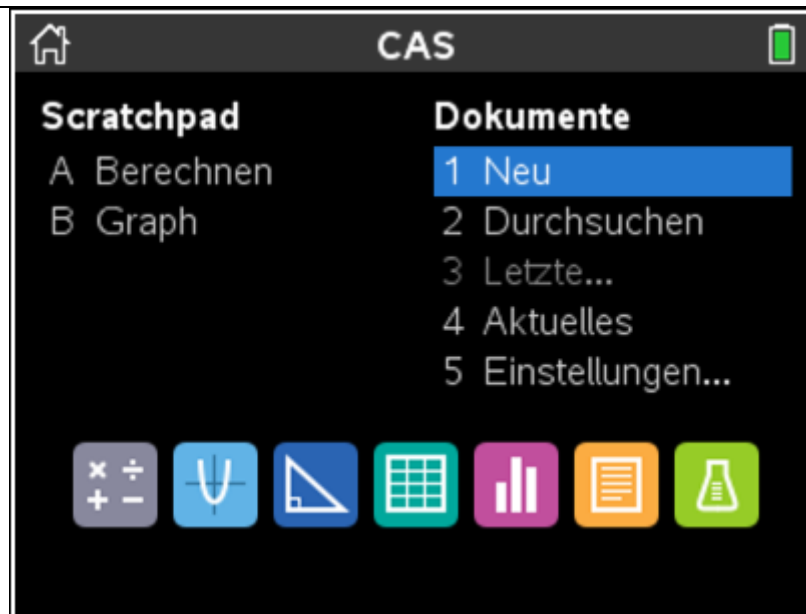 CAS
Scratchpad
A Berechnen
B Graph
Dokumente
1 Neu
2 Durchsuchen
3 Letzte...
4 Aktuelles
5 Einstellungen...